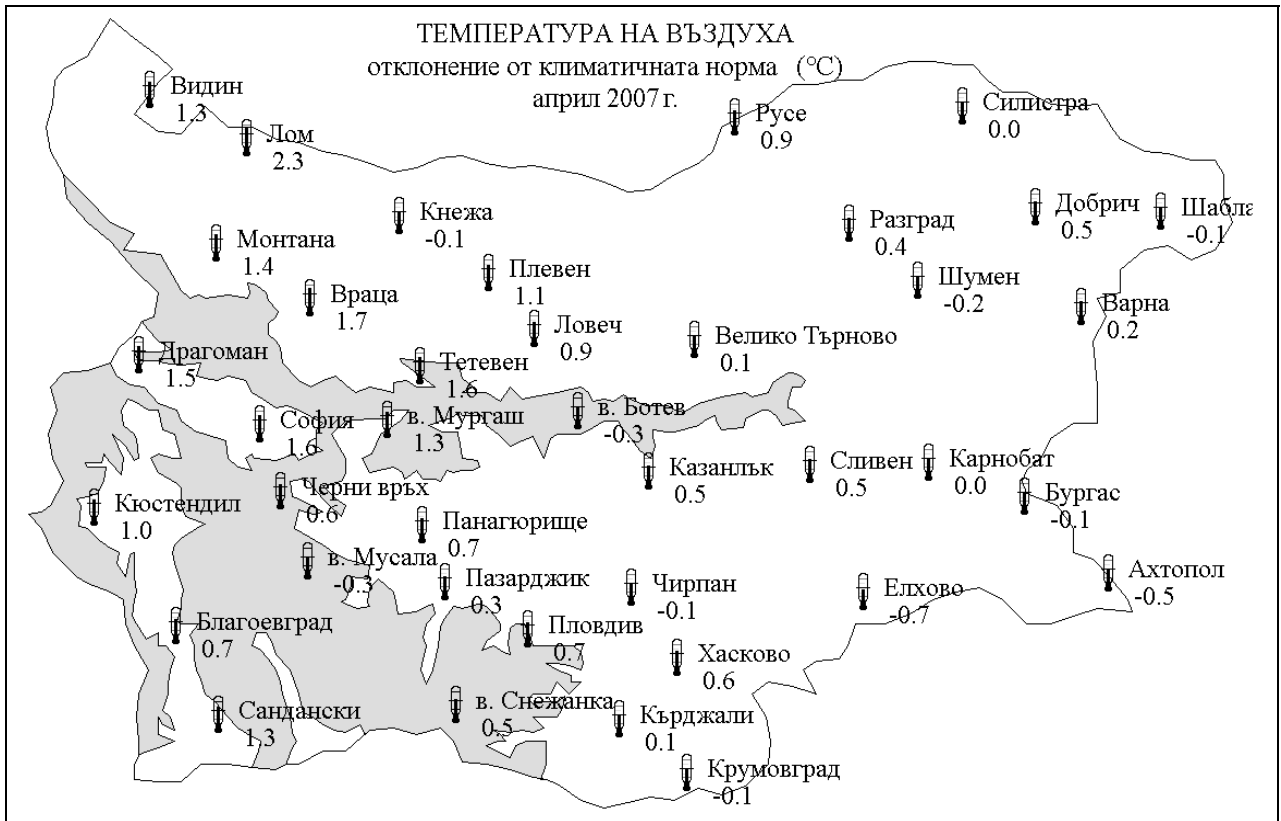 ТЕМПЕРАТУРА НА ВЪЗДУХА
отклонение от климатичната норма (°C)
април 2007 г.
Видин
1.3
Лом
2.3
Русе
0.9
Силистра
0.0
Кнежа
-0.1
Монтана
1.4
Враца
1.7
Плевен
1.1
Ловеч
0.9
Разград
0.4
Добрич
0.5
Шабла
-0.1
Шумен
-0.2
Варна
0.2
Велико Търново
0.1
Драгоман
1.5
Тетевен
1.6
София
1.6
в. Мургаш
1.3
в. Ботев
-0.3
Казанлък
0.5
Сливен
0.5
Карнобат
0.0
Бургас
-0.1
Черни връх
0.6
Кюстендил
1.0
Панагюрище
0.7
в. Мусала
-0.3
Пазарджик
0.3
Чирпан
-0.1
Елхово
-0.7
Ахтопол
-0.5
Благоевград
0.7
Пловдив
0.7
Хасково
0.6
Сандански
1.3
в. Снежанка
0.5
Кърджали
0.1
Крумовград
-0.1